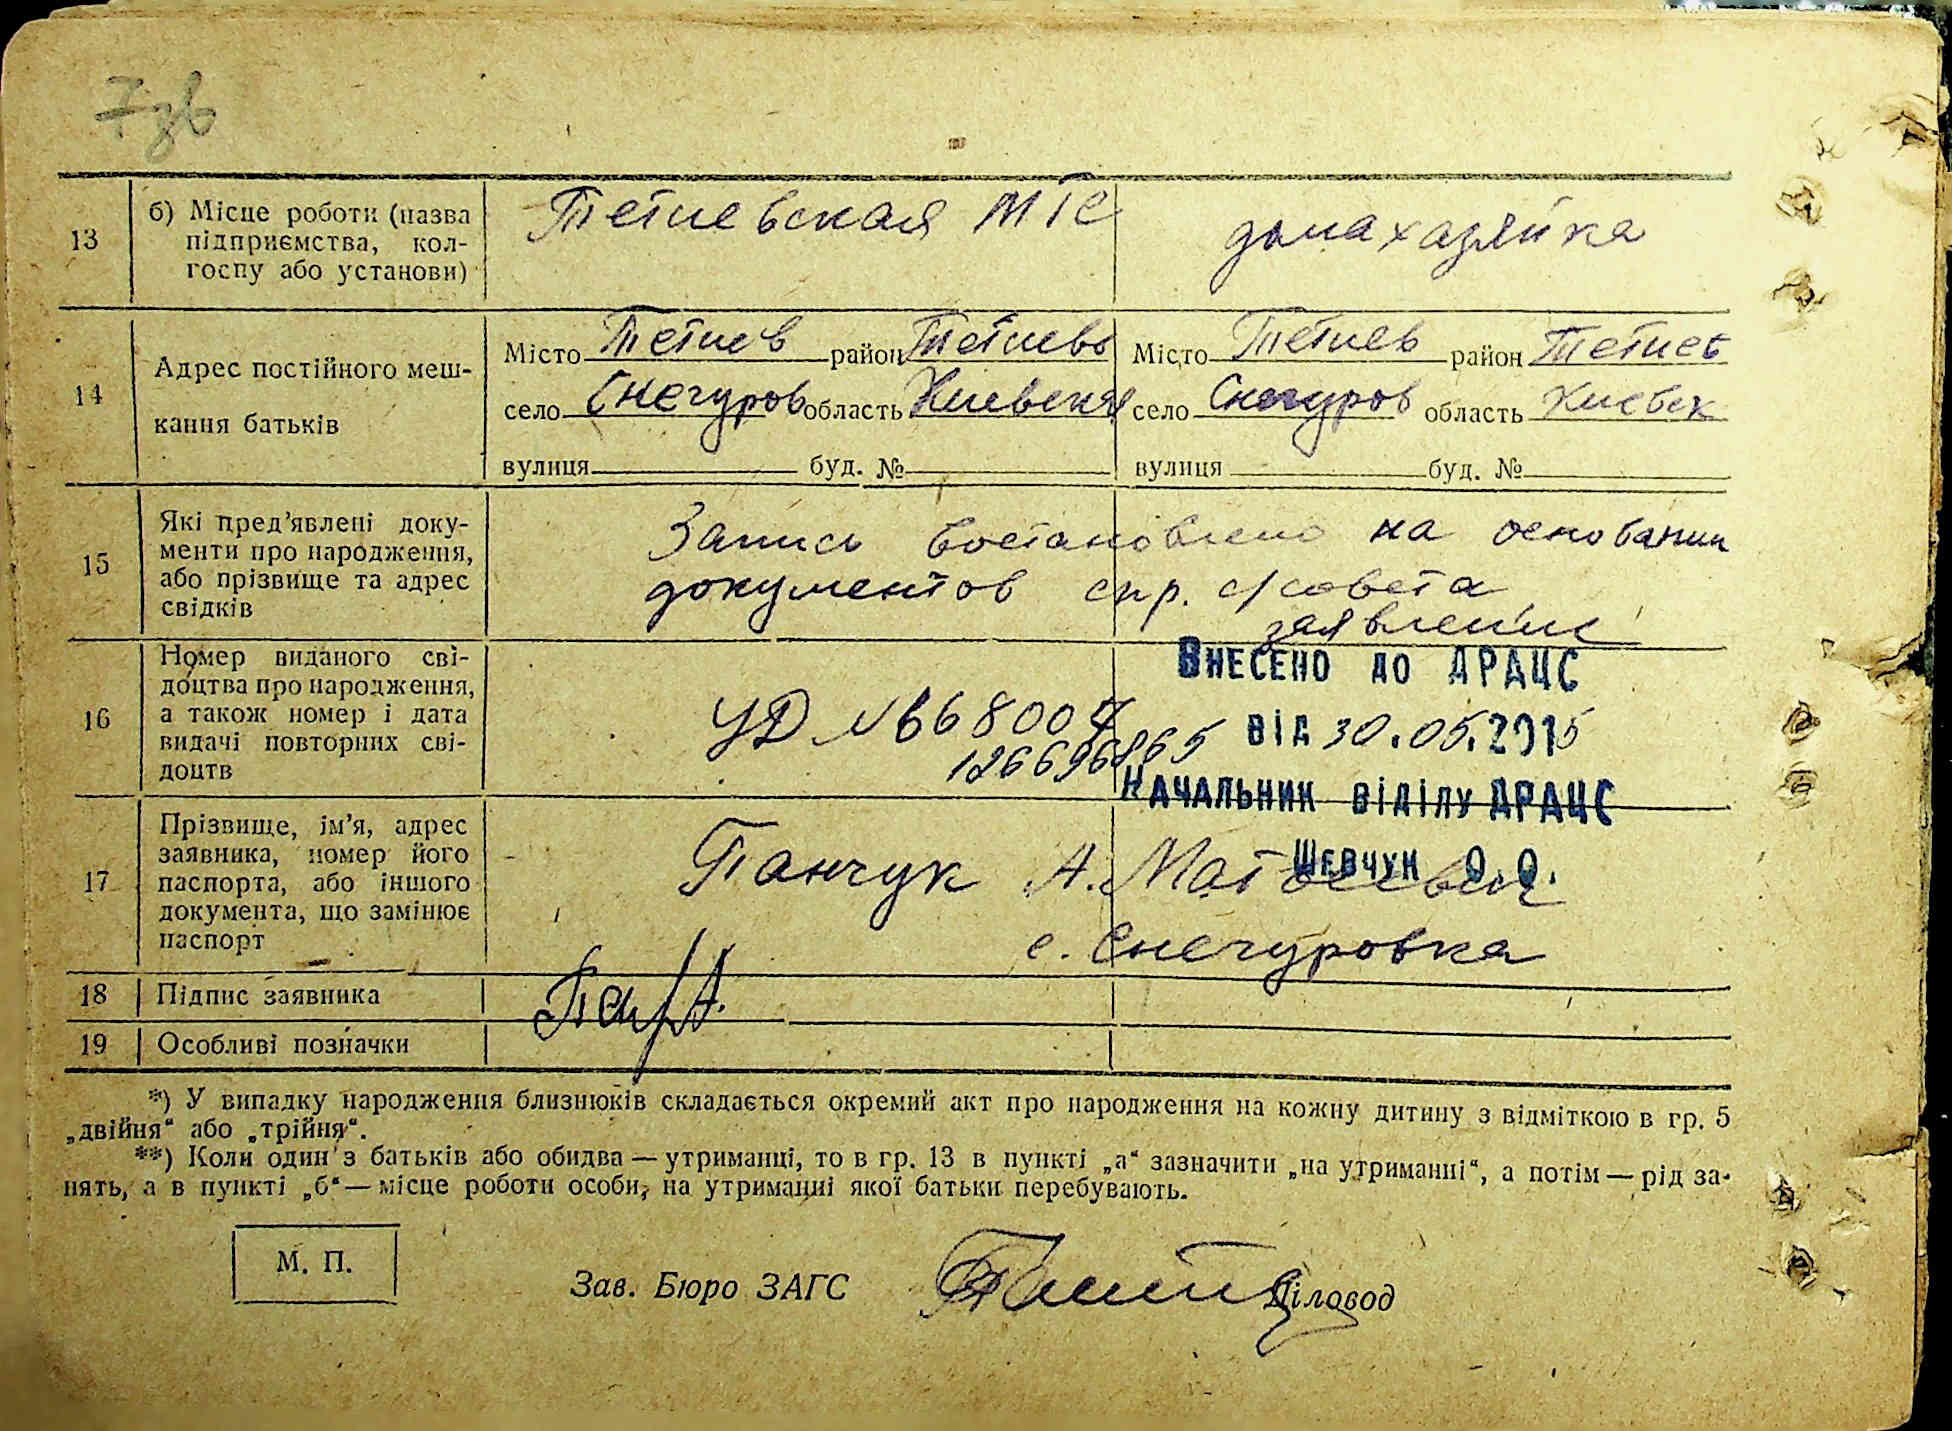 7зв
13
б) Місце роботи (назва
підприємства, кол-
госпу або установи)
Тетиевская МТС
домахазяйка
14
Адрес постійного меш-
кання батьків
Місто Тетиев район Тетиевс
село Снегуров область Киевская
вулиця буд. №
Місто Тетиев район Тетиев
село Снегуров область Киевск
вулиця буд. №
15
Які пред'явлені доку-
менти про народження,
або прізвище та адрес
свідків
Запись востановлено на основании
документов спр. с/совета
заявление
16
Номер виданого сві-
доцтва про народження,
а також номер і дата
видачі повторних сві-
доцтв
УД №668007
126696865
Внесено до ДРАЦС
від 30.05.2015
Начальник відділу ДРАЦС
Шевчук О.О.
17
Прізвище, ім'я, адрес
заявника, номер його
паспорта, або іншого
документа, що замінює
паспорт
Панчук А. Матвеевич
с. Снегуровка
18
Підпис заявника
19
Особливі позначки
*) У випадку народження близнюків складається окремий акт про народження на кожну дитину з відміткою в гр. 5
„двійня“ або „трійня“.
**) Коли один з батьків або обидва — утриманці, то в гр. 13 в пункті „а“ зазначити „на утриманні“, а потім — рід за-
нять, а в пункті „б“ — місце роботи особи, на утриманні якої батьки перебувають.
М. П.
Зав. Бюро ЗАГС
Діловод